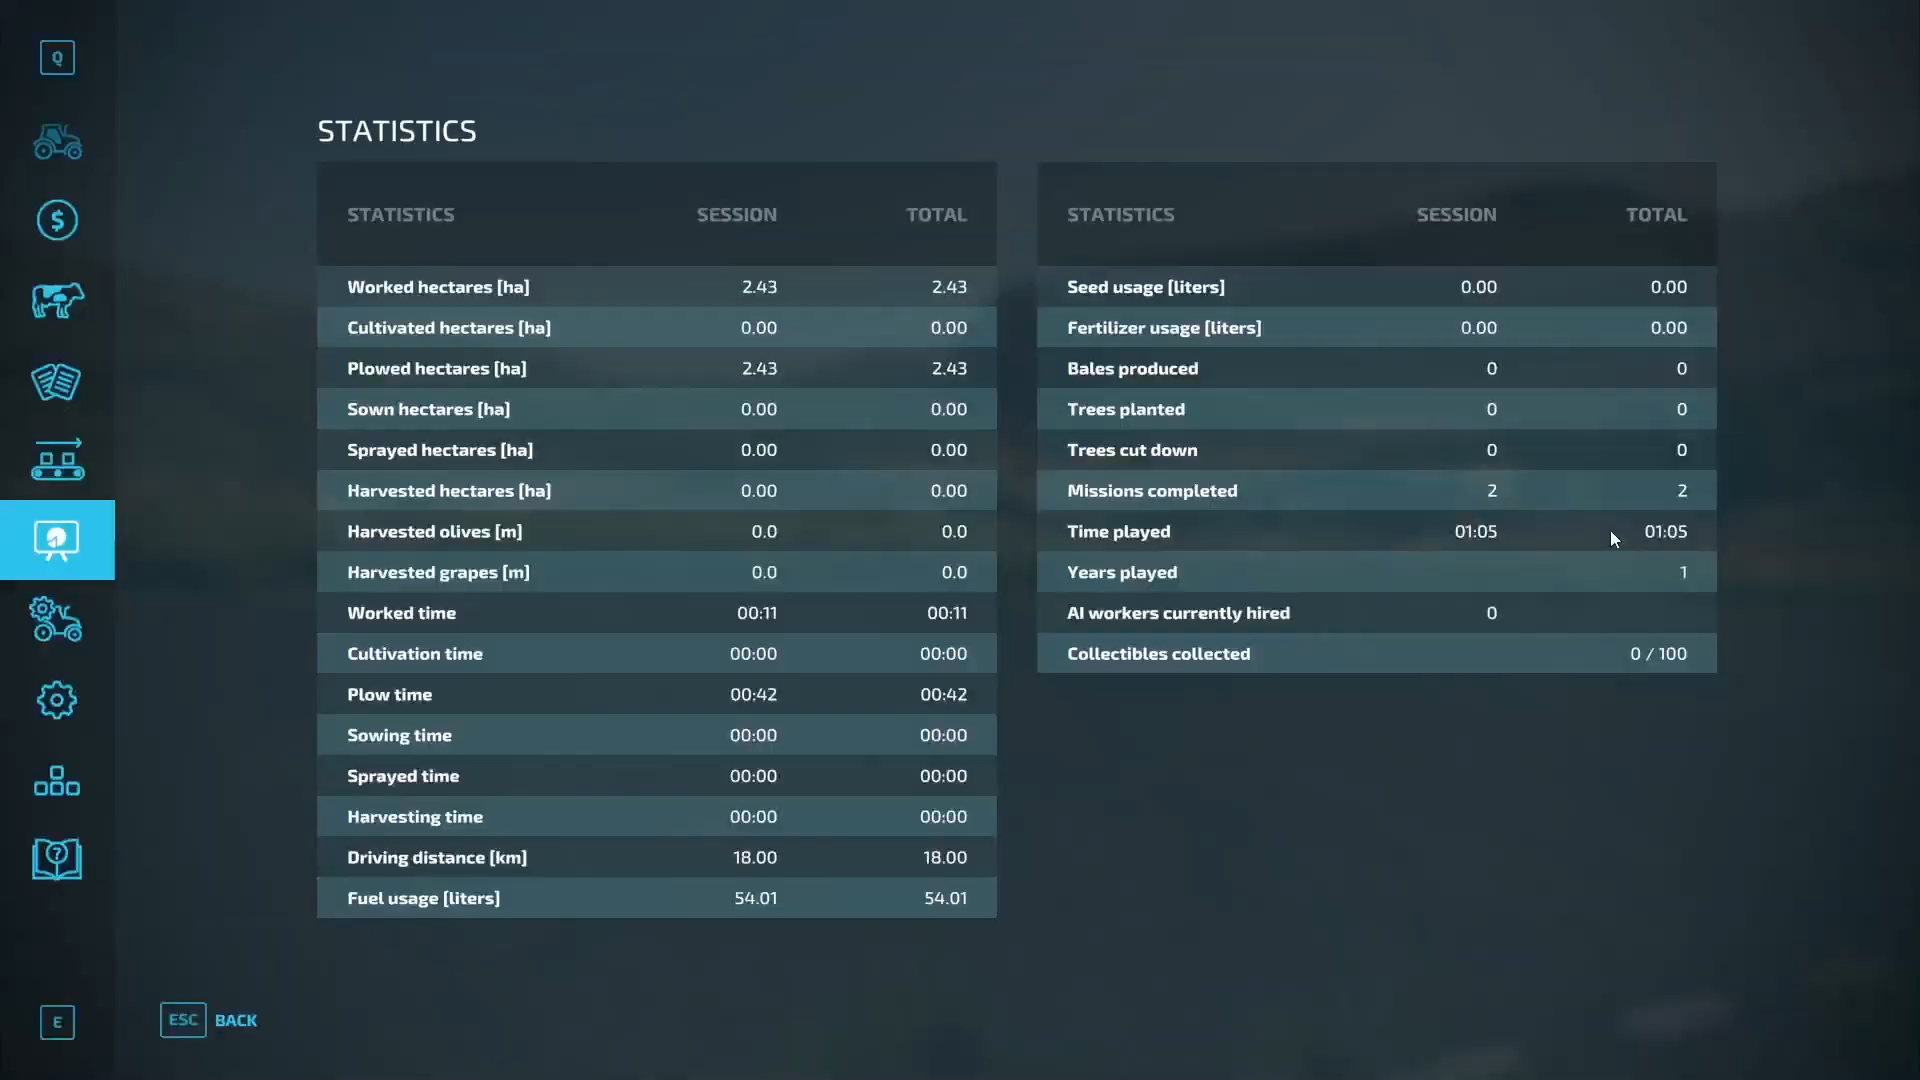 Q
STATISTICS
STATISTICS SESSION TOTAL
Worked hectares [ha] 2.43 2.43
Cultivated hectares [ha] 0.00 0.00
Plowed hectares [ha] 2.43 2.43
Sown hectares [ha] 0.00 0.00
Sprayed hectares [ha] 0.00 0.00
Harvested hectares [ha] 0.00 0.00
Harvested olives [m] 0.0 0.0
Harvested grapes [m] 0.0 0.0
Worked time 00:11 00:11
Cultivation time 00:00 00:00
Plow time 00:42 00:42
Sowing time 00:00 00:00
Sprayed time 00:00 00:00
Harvesting time 00:00 00:00
Driving distance [km] 18.00 18.00
Fuel usage [liters] 54.01 54.01
STATISTICS SESSION TOTAL
Seed usage [liters] 0.00 0.00
Fertilizer usage [liters] 0.00 0.00
Bales produced 0 0
Trees planted 0 0
Trees cut down 0 0
Missions completed 2 2
Time played 01:05 01:05
Years played 1
AI workers currently hired 0
Collectibles collected 0 / 100
$
?
E
ESC BACK